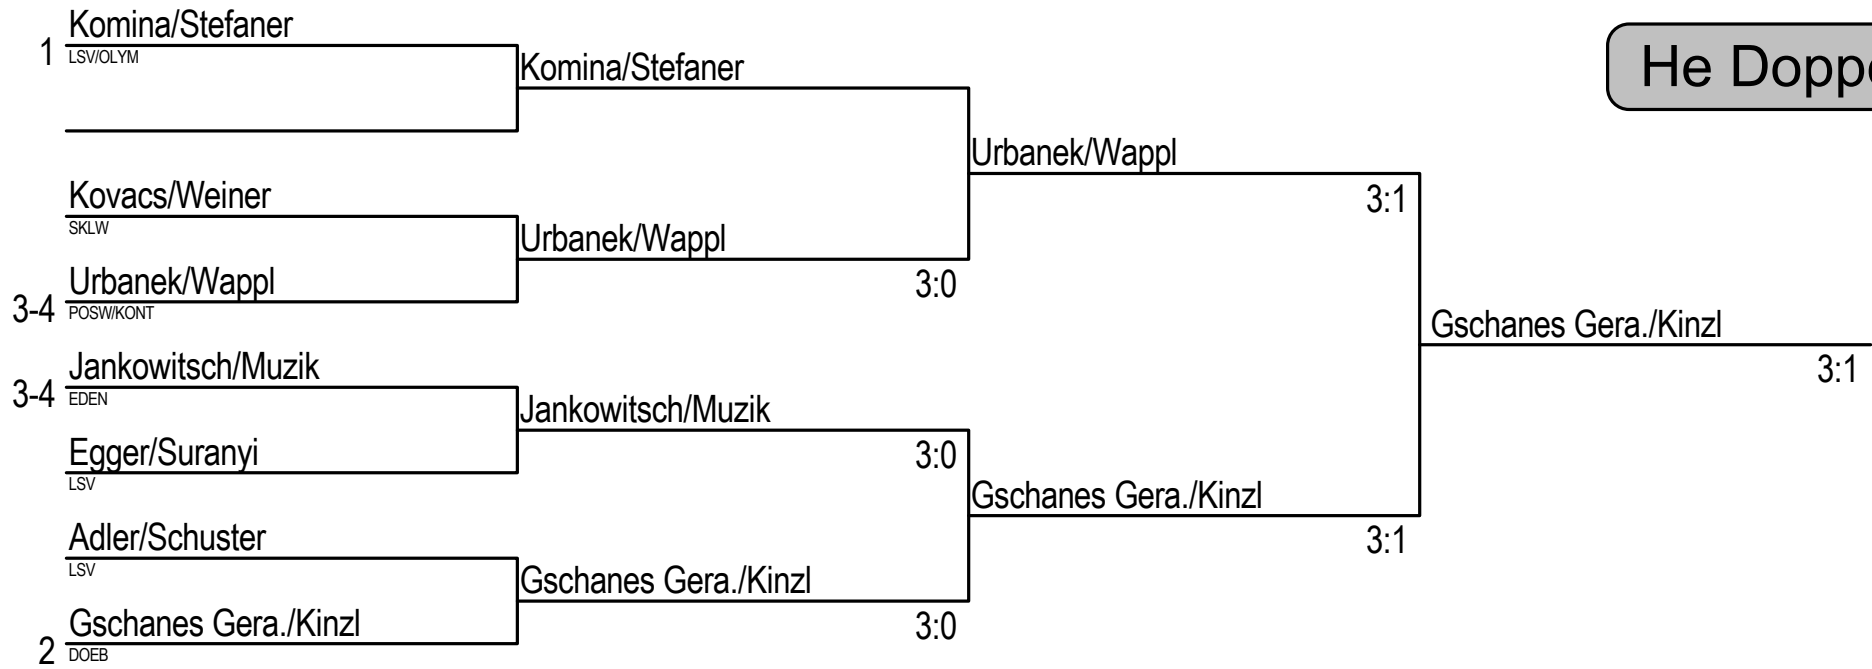 Komina/Stefaner
1
LSV/OLYM
Komina/Stefaner
He Doppe
Urbanek/Wappl
3:1
Kovacs/Weiner
SKLW
Urbanek/Wappl
3:0
Urbanek/Wappl
3-4
POSW/KONT
Gschanes Gera./Kinzl
3:1
Jankowitsch/Muzik
3-4
EDEN
Jankowitsch/Muzik
3:0
Egger/Suranyi
LSV
Gschanes Gera./Kinzl
3:1
Adler/Schuster
LSV
Gschanes Gera./Kinzl
3:0
Gschanes Gera./Kinzl
2
DOEB